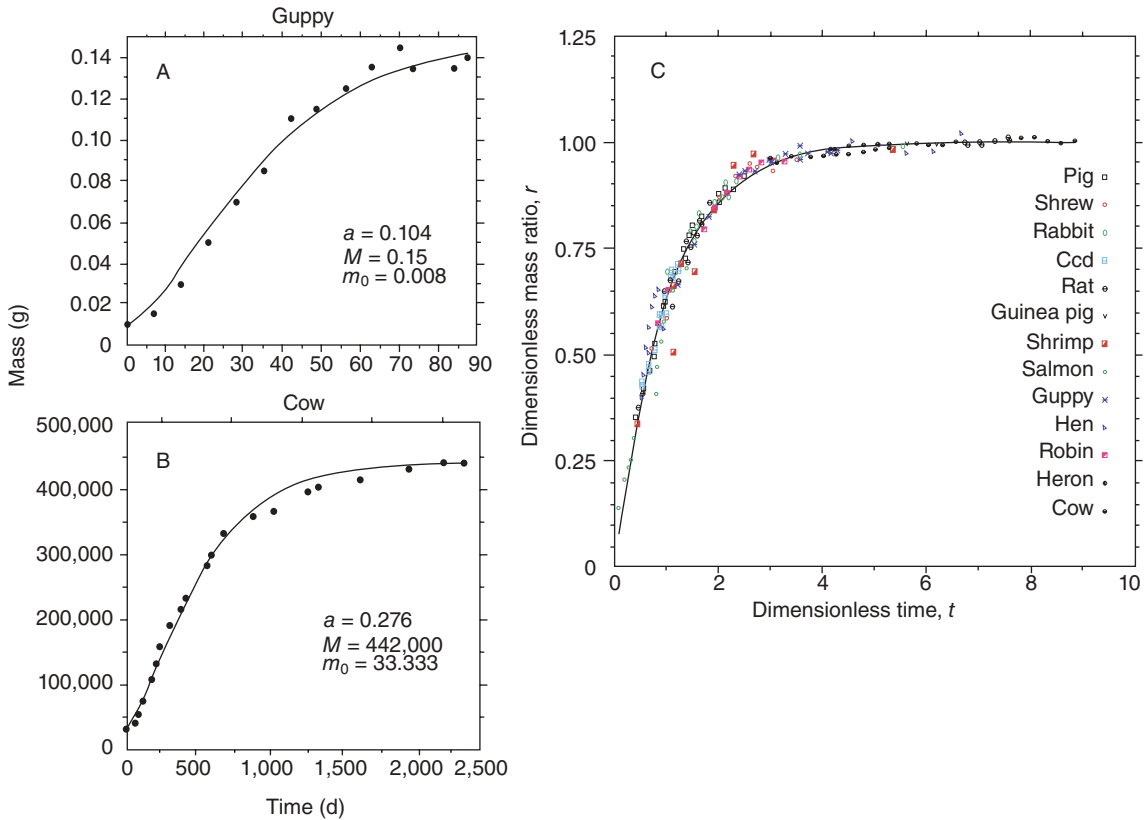 Guppy
A
0.14
0.12
0.10
0.08
0.06
0.04
0.02
0
a = 0.104
M = 0.15
m0 = 0.008
0 10 20 30 40 50 60 70 80 90
Mass (g)
Cow
B
500,000
400,000
300,000
200,000
100,000
0
a = 0.276
M = 442,000
m0 = 33.333
0 500 1,000 1,500 2,000 2,500
Time (d)
C
1.25
1.00
0.75
0.50
0.25
0
Dimensionless mass ratio, r
Pig
Shrew
Rabbit
Ccd
Rat
Guinea pig
Shrimp
Salmon
Guppy
Hen
Robin
Heron
Cow
0 2 4 6 8 10
Dimensionless time, t